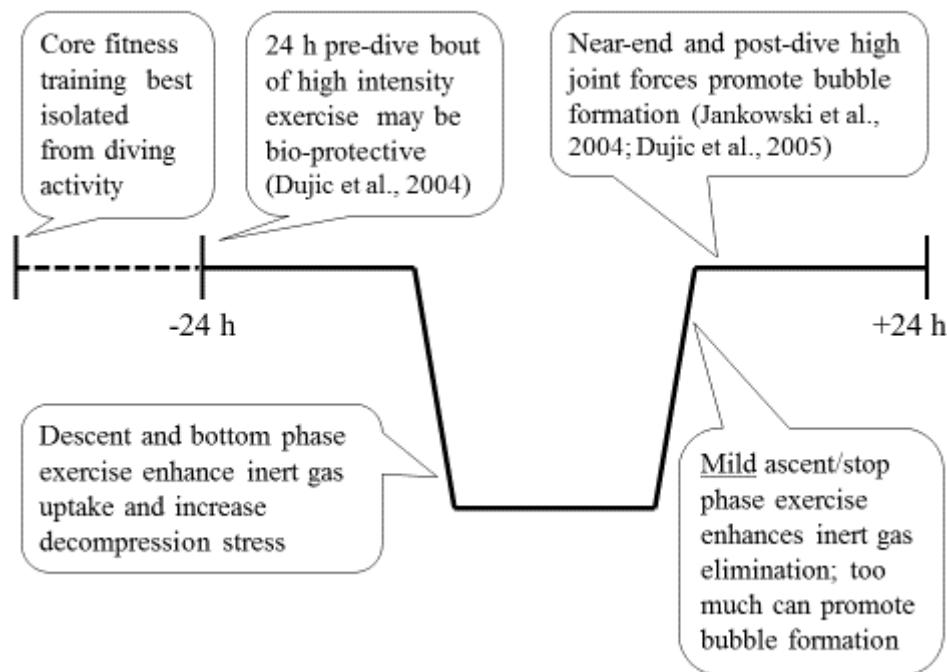 Core fitness
training best
isolated
from diving
activity
24 h pre-dive bout
of high intensity
exercise may be
bio-protective
(Dujic et al., 2004)
Near-end and post-dive high
joint forces promote bubble
formation (Jankowski et al.,
2004; Dujic et al., 2005)
-24 h
+24 h
Descent and bottom phase
exercise enhance inert gas
uptake and increase
decompression stress
Mild ascent/stop
phase exercise
enhances inert gas
elimination; too
much can promote
bubble formation